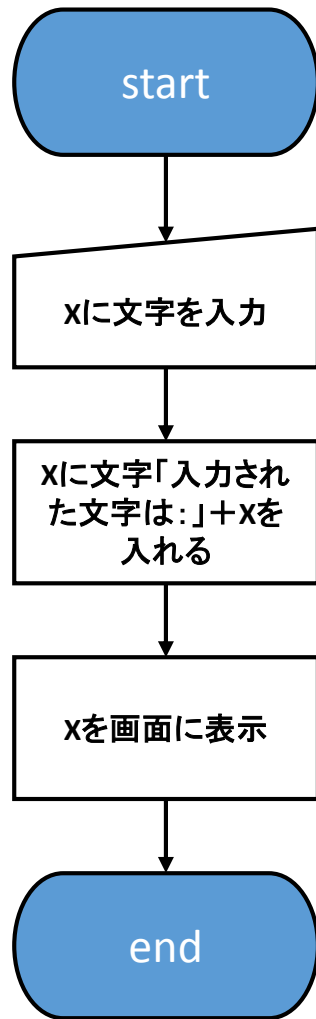 start
xに文字を入力
xに文字「入力され
た文字は：」＋xを
入れる
xを画面に表示
end